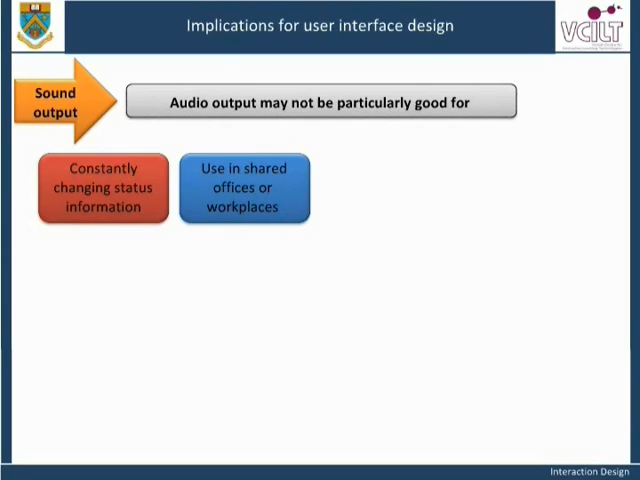 Implications for user interface design
VCILT
Sound
output
Audio output may not be particularly good for
Constantly
changing status
information
Use in shared
offices or
workplaces
Interaction Design